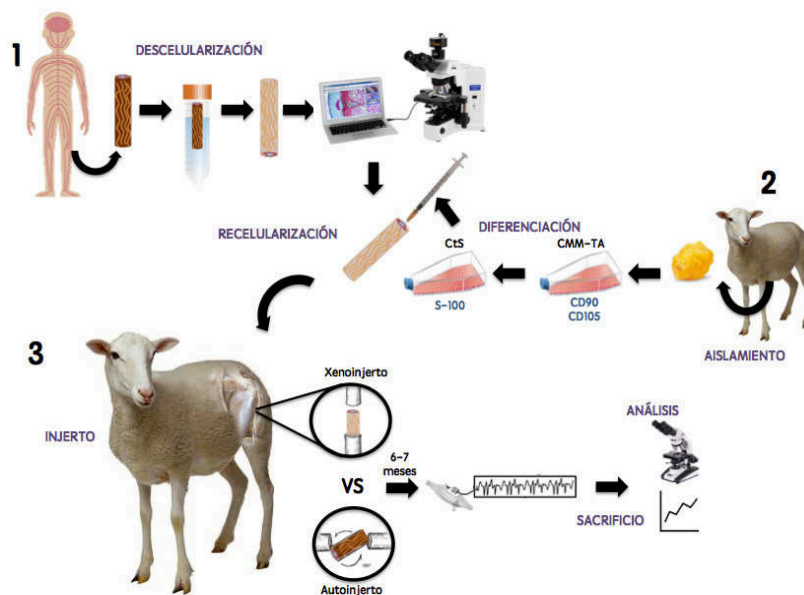 1
DESCELULARIZACIÓN
2
RECELULARIZACIÓN
DIFERENCIACIÓN
CtS
CMM-TA
S-100
CD90
CD105
AISLAMIENTO
3
INJERTO
Xenoinjerto
VS
6-7
meses
Autoinjerto
ANÁLISIS
SACRIFICIO